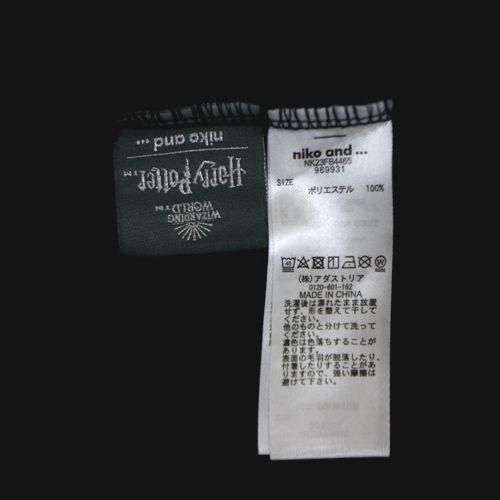 niko and ...
Harry Potter
TM
WIZARDING
WORLD TM
niko and ...
NK23FB4465
989931
SIZE
ポリエステル 100%
40
(株)アダストリア
0120-601-162
MADE IN CHINA
洗濯後は濡れたまま放置
せず、形を整えて干して
ください。
他のものと分けて洗って
ください。
濃色は色落ちすることが
あります。
表面の毛羽が脱落したり、
付着したりすることがあ
りますので、強い摩擦は
避けて下さい。